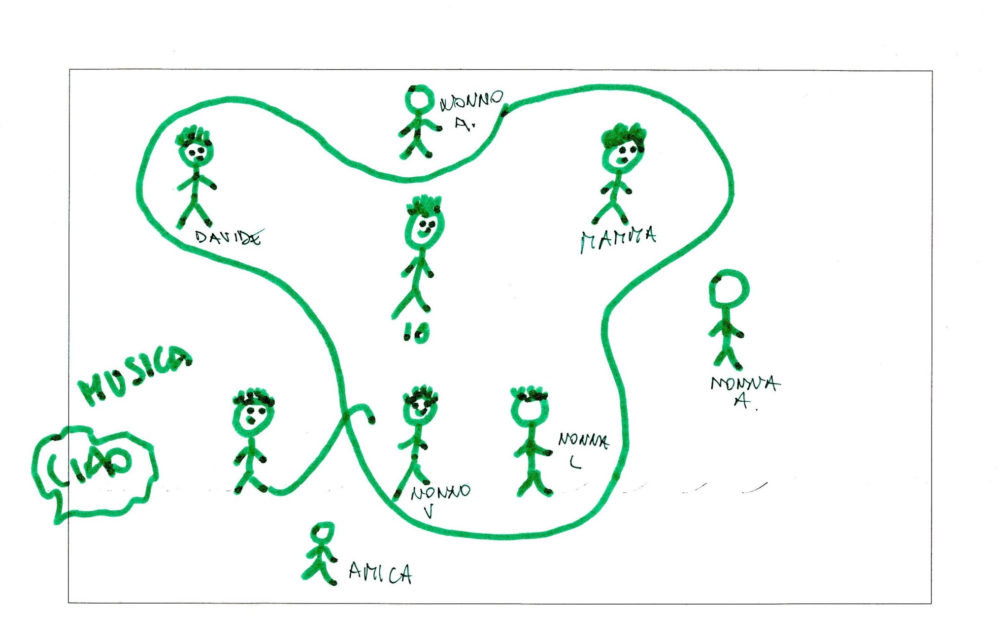 NONNO
A.
DAVIDE
MAMMA
IO
MUSICA
NONNA
A.
NONNA
L
CIAO
NONNO
V
AMICA